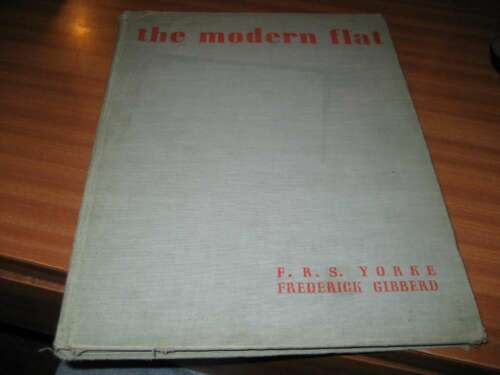 the modern flat
F. R. S. YORKE
FREDERICK GIBBERD